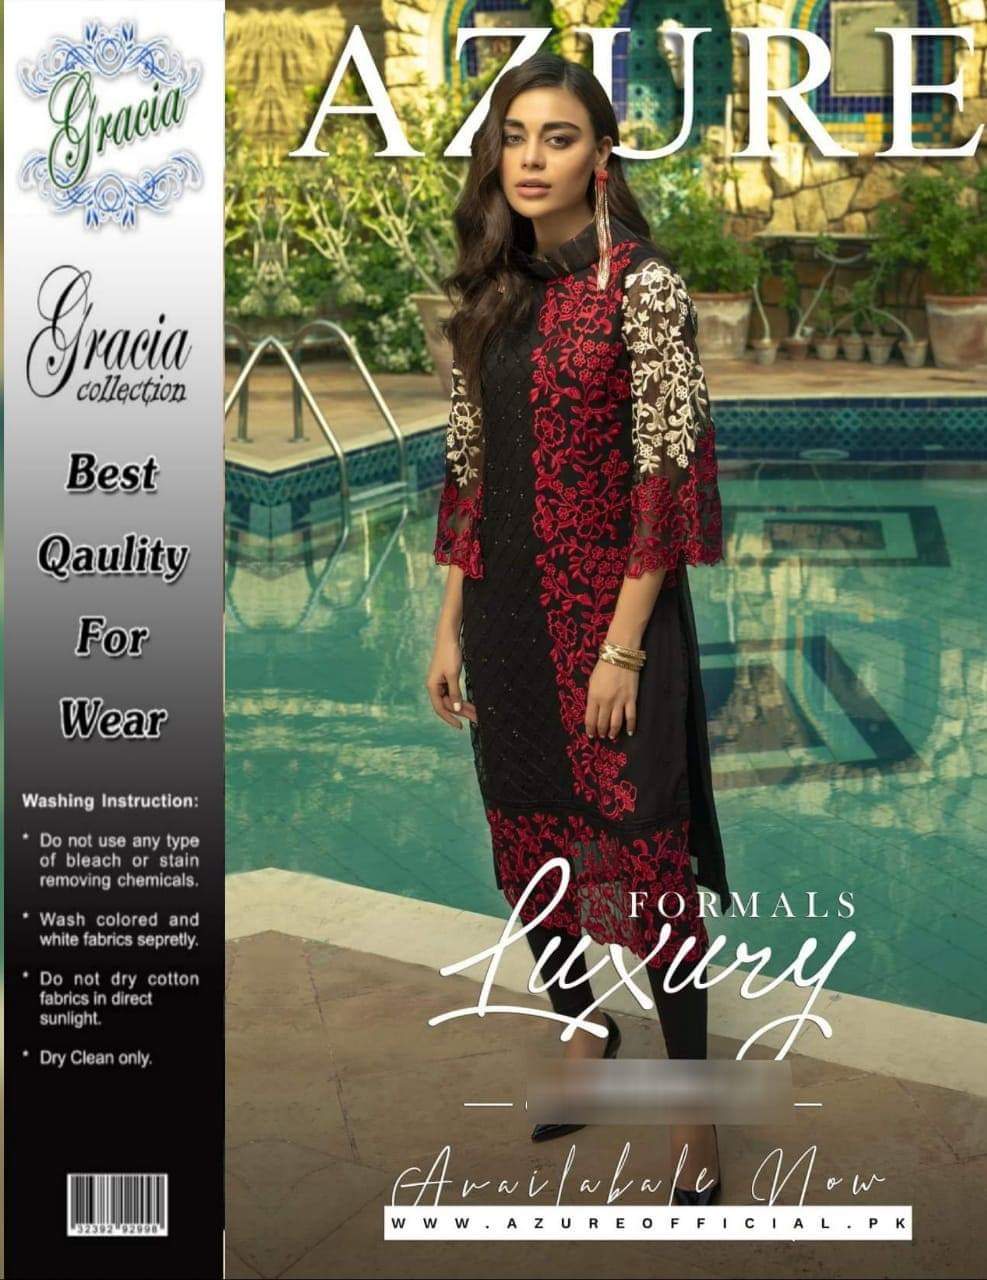 Gracia
Gracia
collection
Best
Qaulity
For
Wear
Washing Instruction:
* Do not use any type
of bleach or stain
removing chemicals.
* Wash colored and
white fabrics sepretly.
* Do not dry cotton
fabrics in direct
sunlight.
* Dry Clean only.
32392 92998
AZURE
FORMALS
Luxury
Availabale Now
WWW.AZUREOFFICIAL.PK